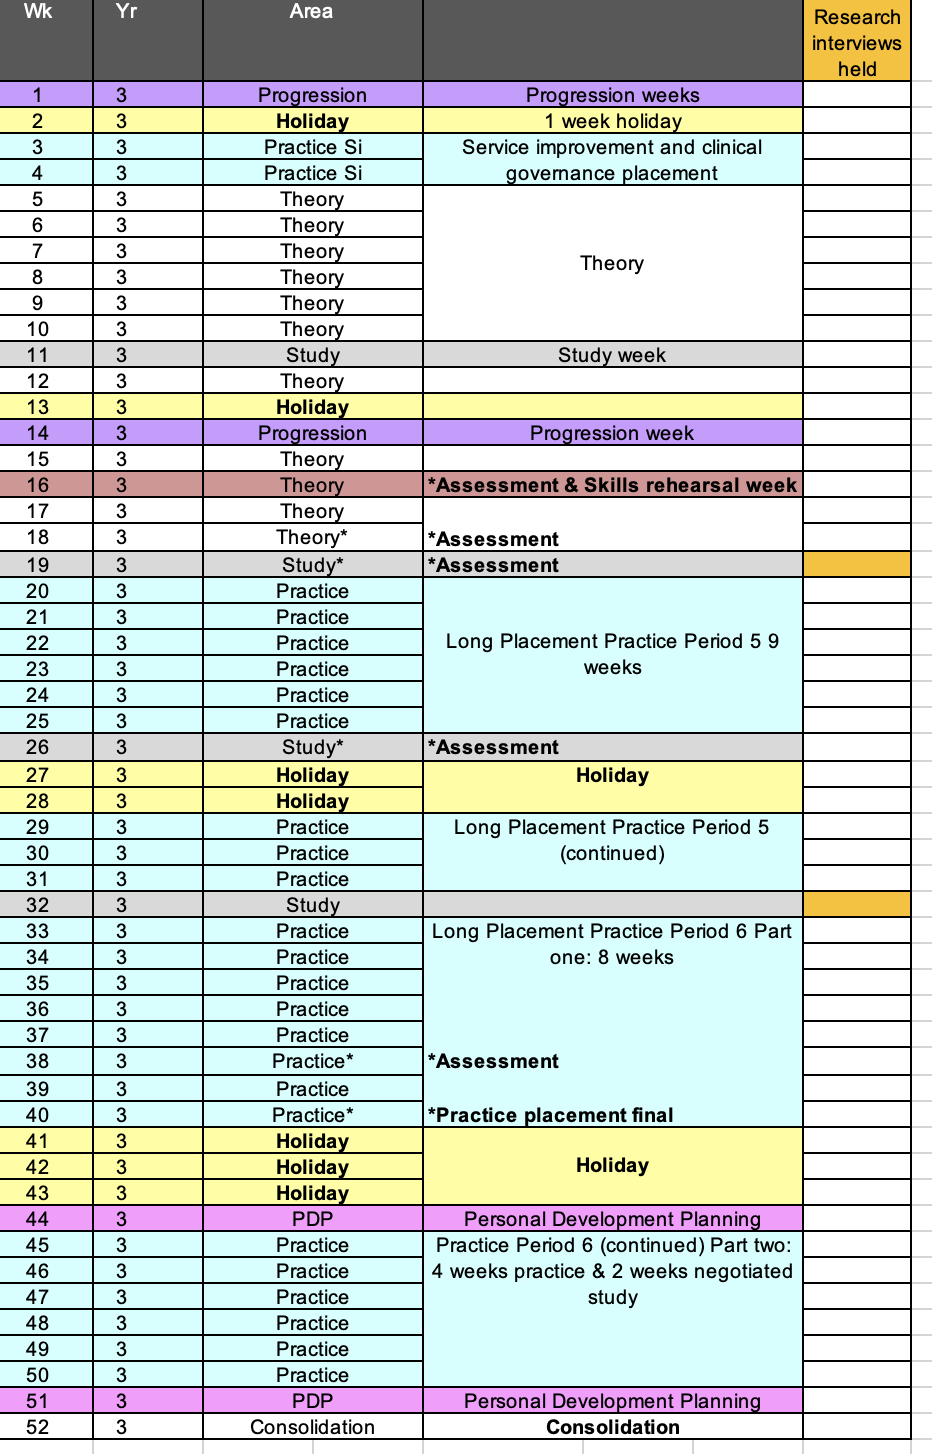 Wk Yr Area Research
interviews
held
1 3 Progression Progression weeks
2 3 Holiday 1 week holiday
3 3 Practice Si Service improvement and clinical
4 3 Practice Si governance placement
5 3 Theory
6 3 Theory
7 3 Theory Theory
8 3 Theory
9 3 Theory
10 3 Theory
11 3 Study Study week
12 3 Theory
13 3 Holiday
14 3 Progression Progression week
15 3 Theory
16 3 Theory *Assessment & Skills rehearsal week
17 3 Theory
18 3 Theory* *Assessment
19 3 Study* *Assessment
20 3 Practice
21 3 Practice
22 3 Practice Long Placement Practice Period 5 9
23 3 Practice weeks
24 3 Practice
25 3 Practice
26 3 Study* *Assessment
27 3 Holiday Holiday
28 3 Holiday
29 3 Practice Long Placement Practice Period 5
30 3 Practice (continued)
31 3 Practice
32 3 Study
33 3 Practice Long Placement Practice Period 6 Part
34 3 Practice one: 8 weeks
35 3 Practice
36 3 Practice
37 3 Practice
38 3 Practice* *Assessment
39 3 Practice
40 3 Practice* *Practice placement final
41 3 Holiday
42 3 Holiday Holiday
43 3 Holiday
44 3 PDP Personal Development Planning
45 3 Practice Practice Period 6 (continued) Part two:
46 3 Practice 4 weeks practice & 2 weeks negotiated
47 3 Practice study
48 3 Practice
49 3 Practice
50 3 Practice
51 3 PDP Personal Development Planning
52 3 Consolidation Consolidation